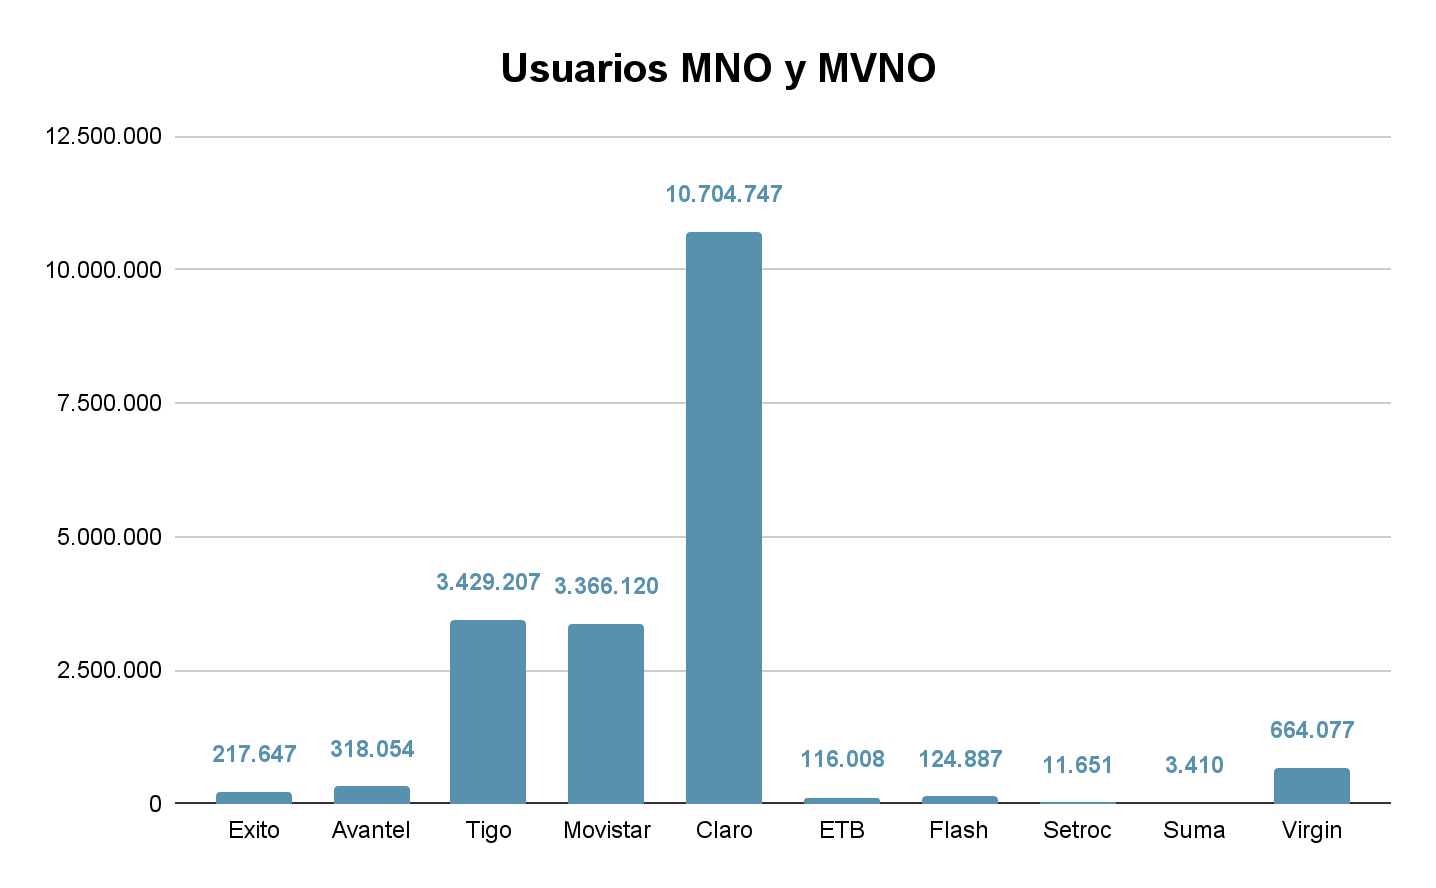 Usuarios MNO y MVNO
12.500.000
10.000.000
7.500.000
5.000.000
2.500.000
0
217.647
318.054
3.429.207
3.366.120
10.704.747
116.008
124.887
11.651
3.410
664.077
Exito
Avantel
Tigo
Movistar
Claro
ETB
Flash
Setroc
Suma
Virgin